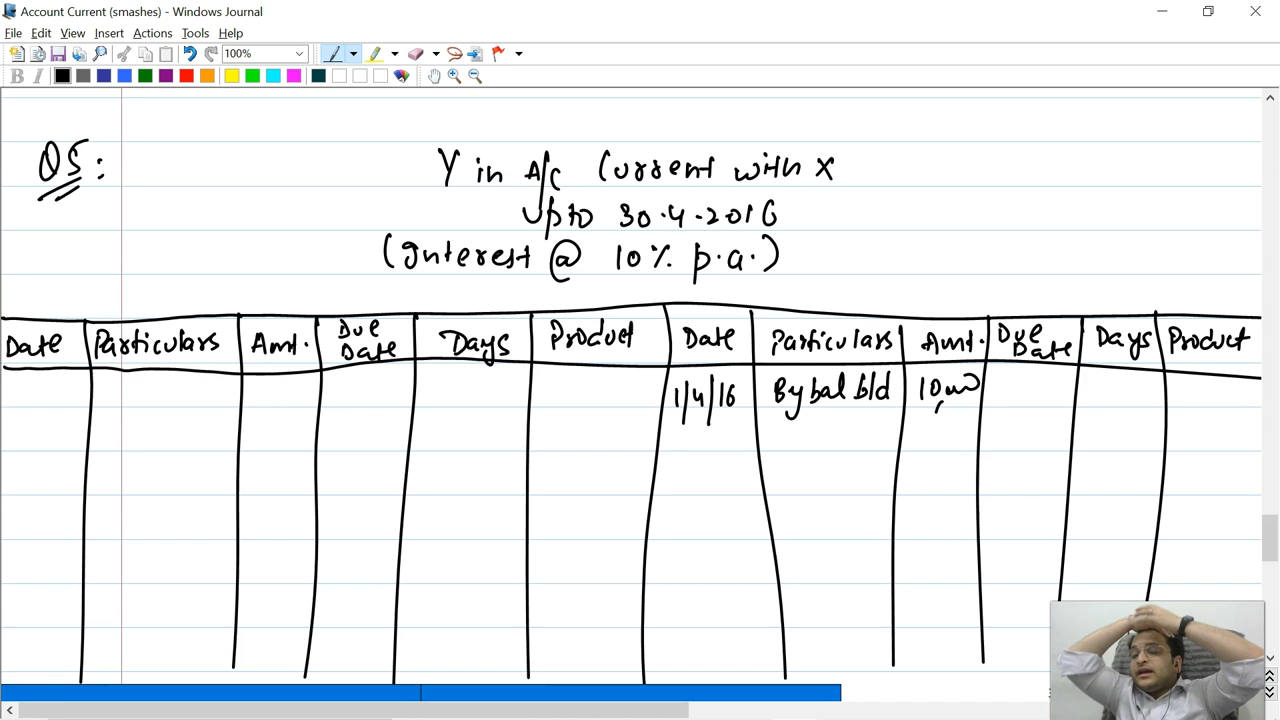 Account Current (smashes) - Windows Journal
File Edit View Insert Actions Tools Help
100%
B I
Q5:
Y in A/C Current with X
upto 30.4.2016
(Interest @ 10% p.a.)
Date Particulars Amt. Due Date Days Product Date Particulars Amt. Due Date Days Product
1/4/16 By bal b/d 10,000